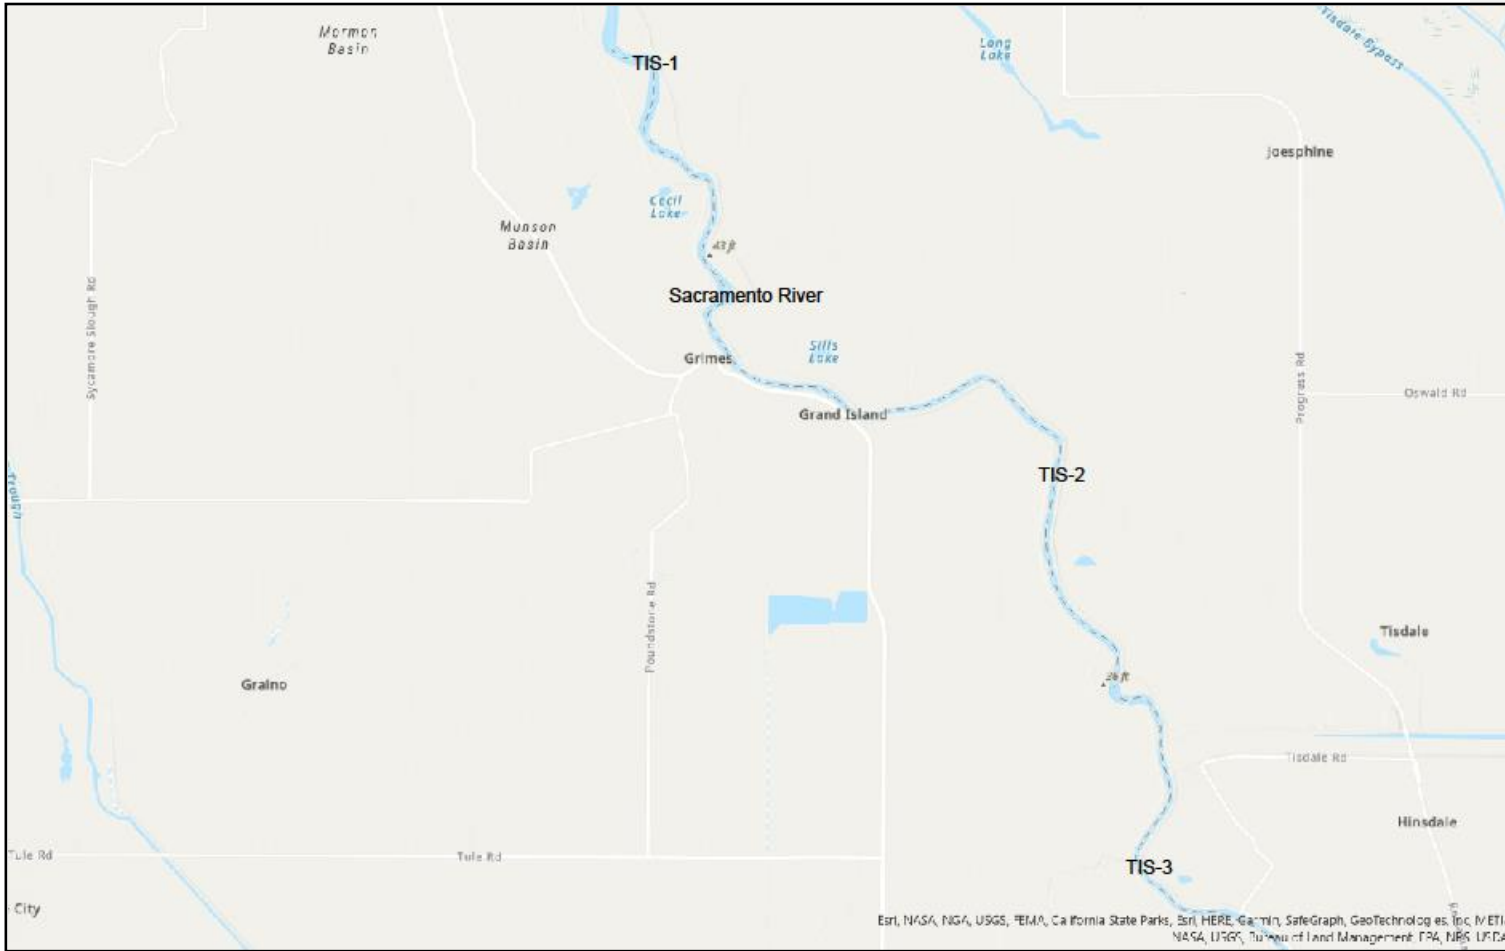 Mormon
Basin
TIS-1
Long
Lake
Tisdale Bypass
Joesphine
Cecil
Lake
Munson
Basin
43 ft
Sacramento River
Sycamore Slough Rd
Sills
Lake
Grimes
Grand Island
Progress Rd
Oswald Rd
TIS-2
Trough
Poundstone Rd
Tisdale
Graino
26 ft
Tisdale Rd
Hinsdale
Tule Rd
Tule Rd
TIS-3
City
Esri, NASA, NGA, USGS, FEMA, California State Parks, Esri, HERE, Garmin, SafeGraph, GeoTechnologies, Inc, METI/
NASA, USGS, Bureau of Land Management, EPA, NPS, USDA